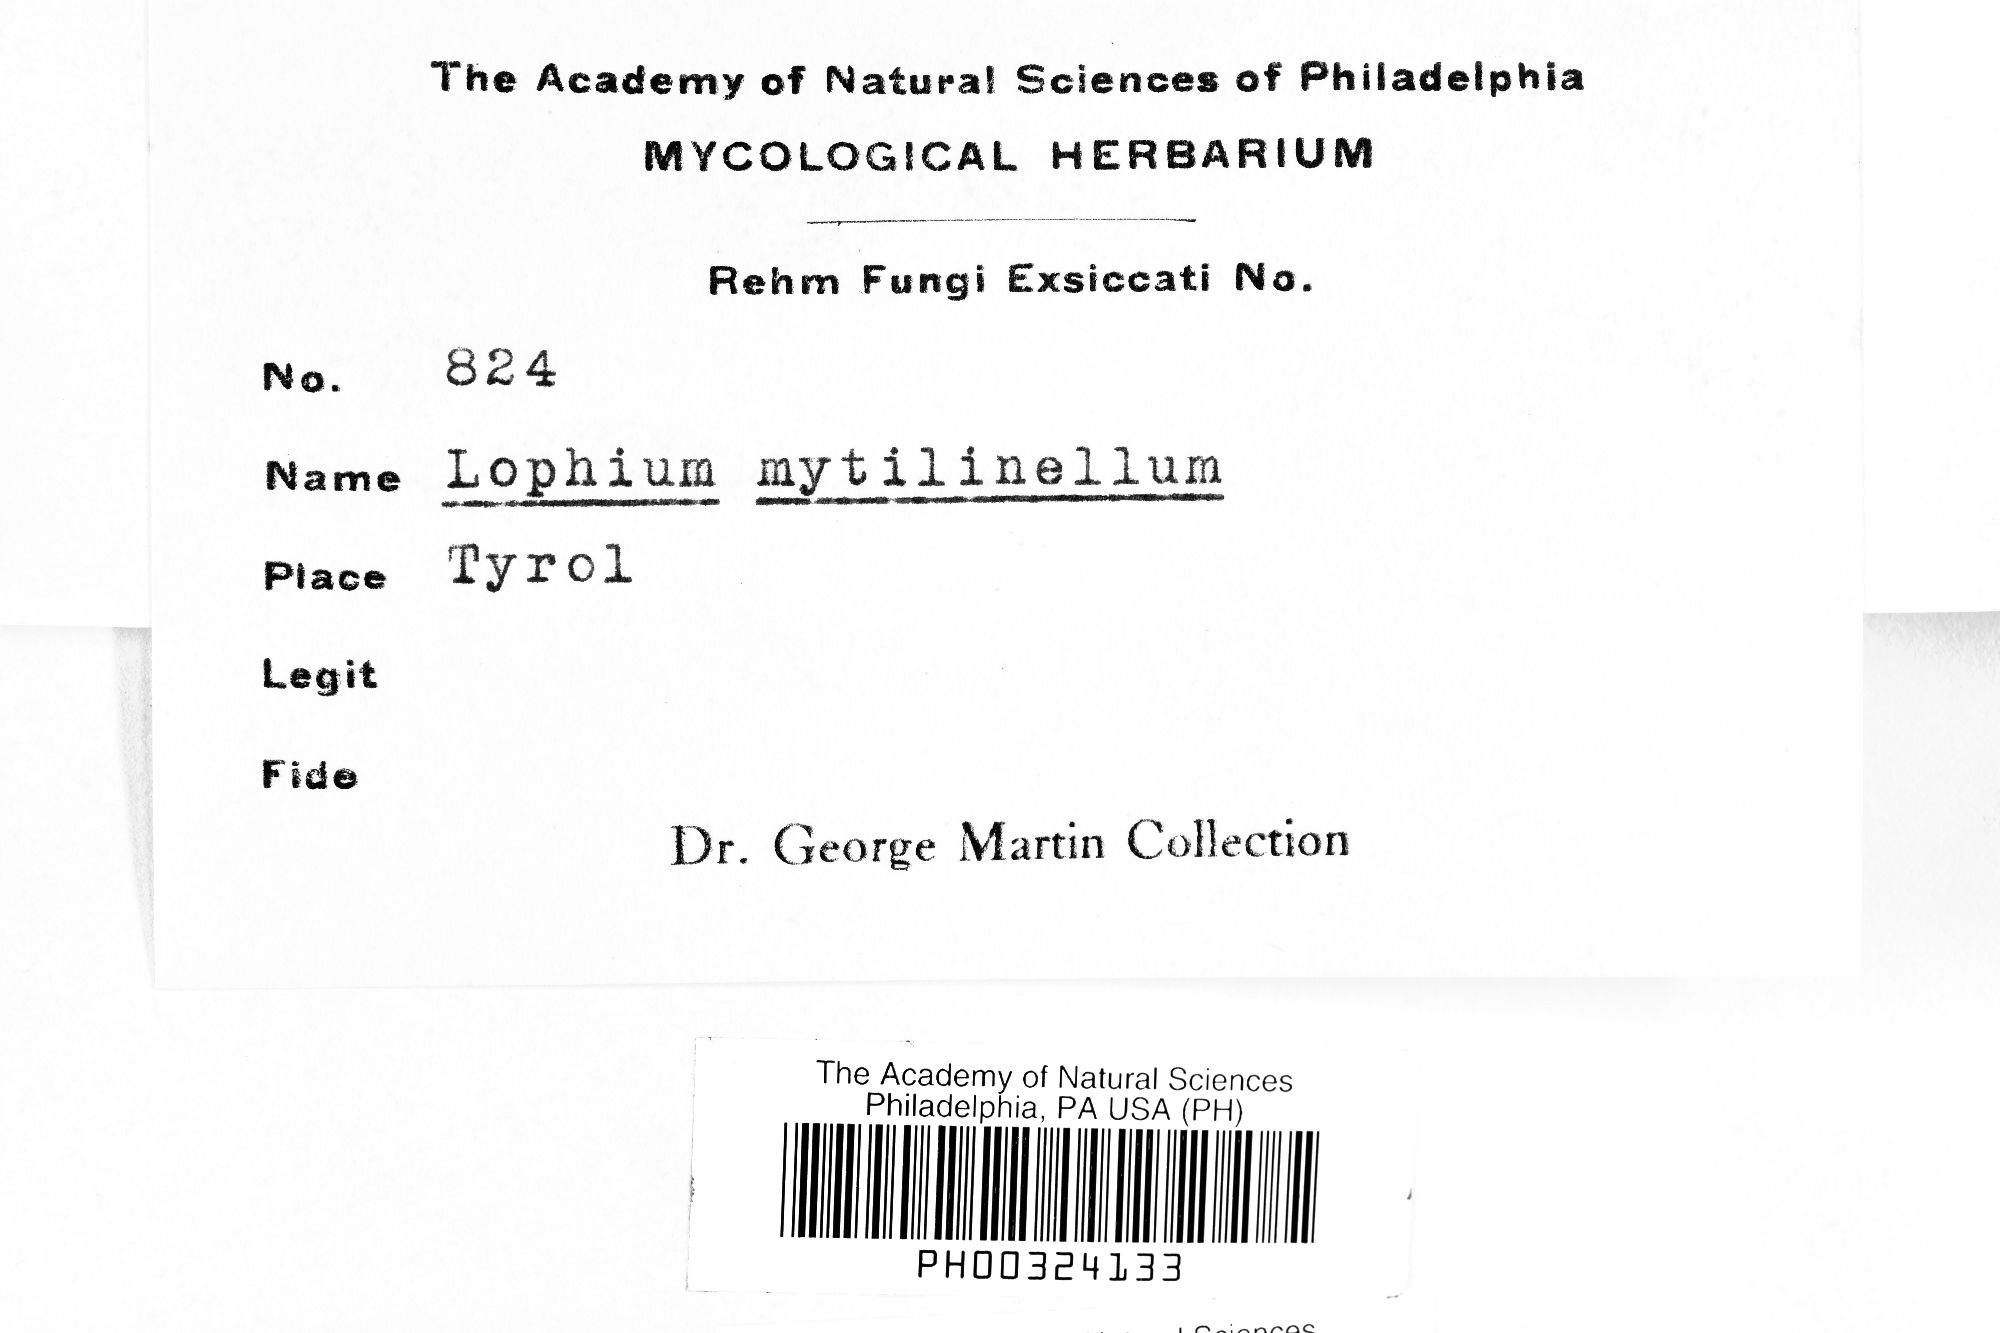 The Academy of Natural Sciences of Philadelphia
MYCOLOGICAL HERBARIUM
Rehm Fungi Exsiccati No.
No. 824
Name Lophium mytilinellum
Place Tyrol
Legit
Fide
Dr. George Martin Collection
The Academy of Natural Sciences
Philadelphia, PA USA (PH)
PH00324133
Sciences